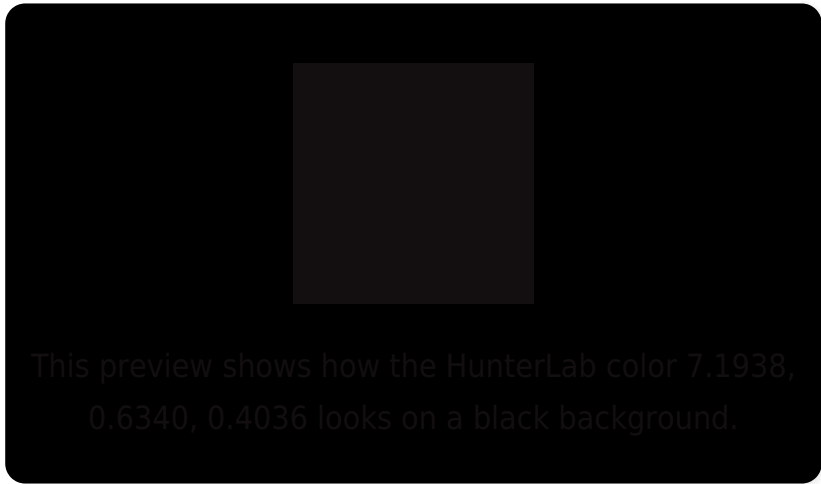 This preview shows how the HunterLab color 7.1938,
0.6340, 0.4036 looks on a black background.